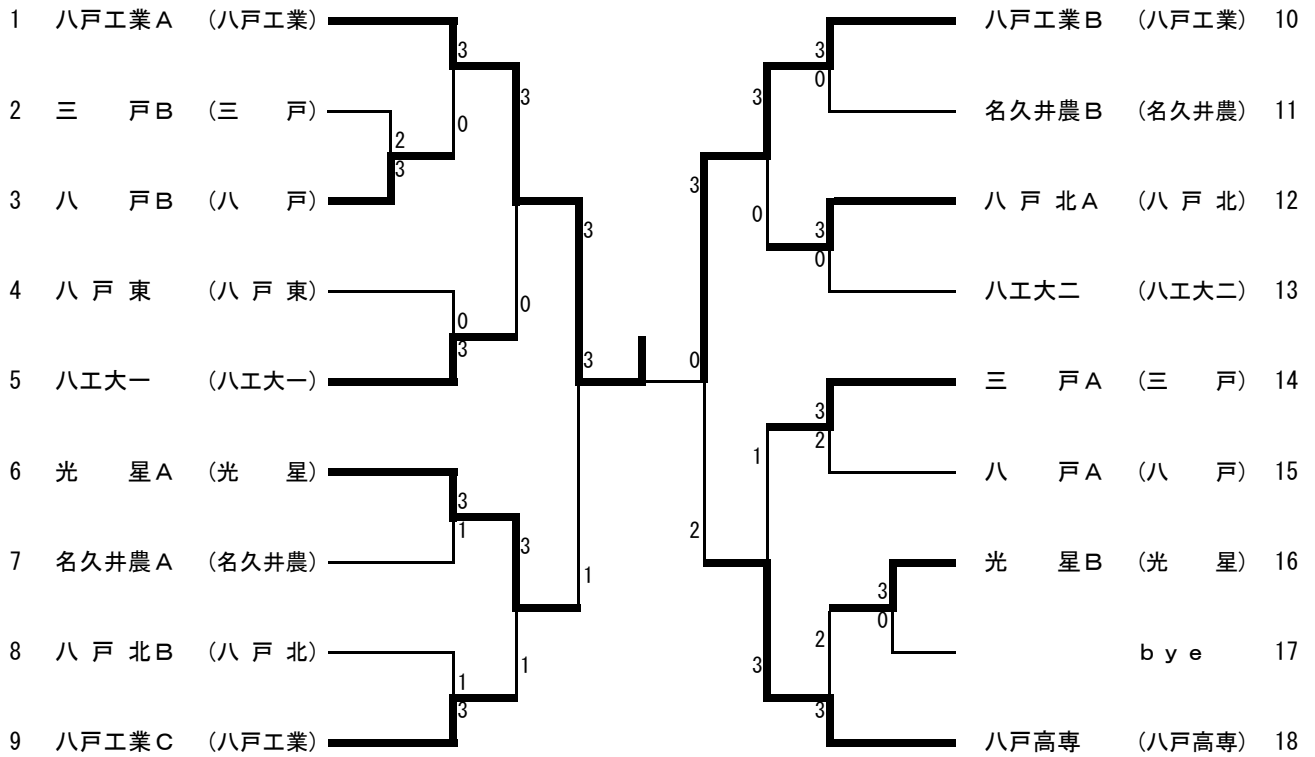 1 八戸工業A (八戸工業)
3
3
2 三 戸B (三 戸)
0
2
3
3 八 戸B (八 戸)
3
4 八戸東 (八戸東)
0
0
3
5 八工大一 (八工大一)
3
6 光 星A (光 星)
3
1
3
7 名久井農A (名久井農)
1
8 八戸北B (八戸北)
1
1
3
9 八戸工業C (八戸工業)
八戸工業B (八戸工業) 10
3
0
3
名久井農B (名久井農) 11
3
八戸北A (八戸北) 12
0
3
0
八工大二 (八工大二) 13
0
三 戸A (三 戸) 14
3
2
1
八 戸A (八 戸) 15
2
光 星B (光 星) 16
3
0
2
bye 17
3
3
八戸高専 (八戸高専) 18